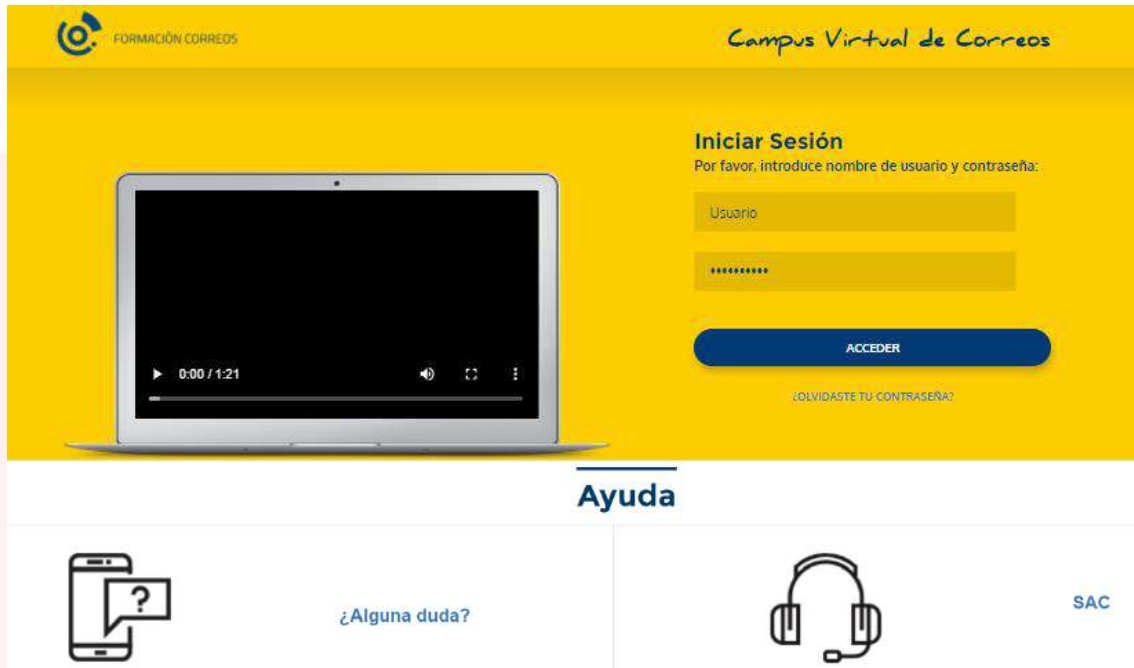 FORMACIÓN CORREOS
Campus Virtual de Correos
Iniciar Sesión
Por favor, introduce nombre de usuario y contraseña:
Usuario
••••••••••
ACCEDER
¿OLVIDASTE TU CONTRASEÑA?
0:00 / 1:21
Ayuda
?
¿Alguna duda?
SAC